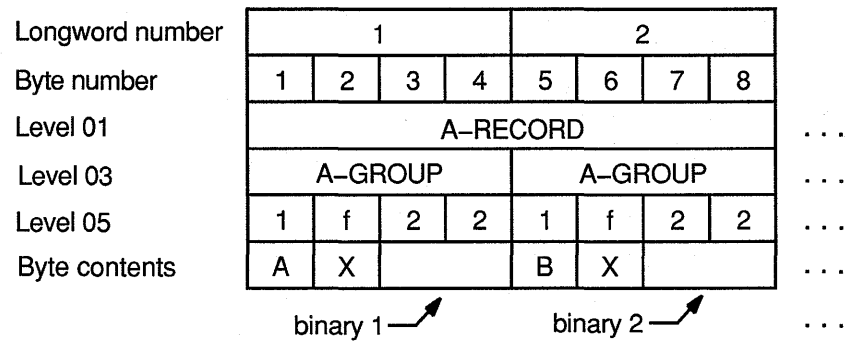 Longword number 1 2
Byte number 1 2 3 4 5 6 7 8
Level 01 A–RECORD . . .
Level 03 A–GROUP A–GROUP . . .
Level 05 1 f 2 2 1 f 2 2 . . .
Byte contents A X B X . . .
binary 1 binary 2 . . .